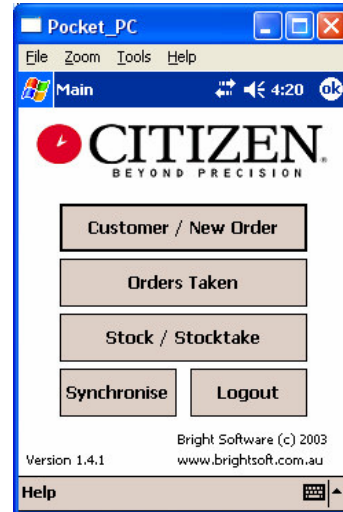 Pocket_PC
File Zoom Tools Help
Main 4:20 ok
CITIZEN.
BEYOND PRECISION
Customer / New Order
Orders Taken
Stock / Stocktake
Synchronise Logout
Bright Software (c) 2003
Version 1.4.1 www.brightsoft.com.au
Help